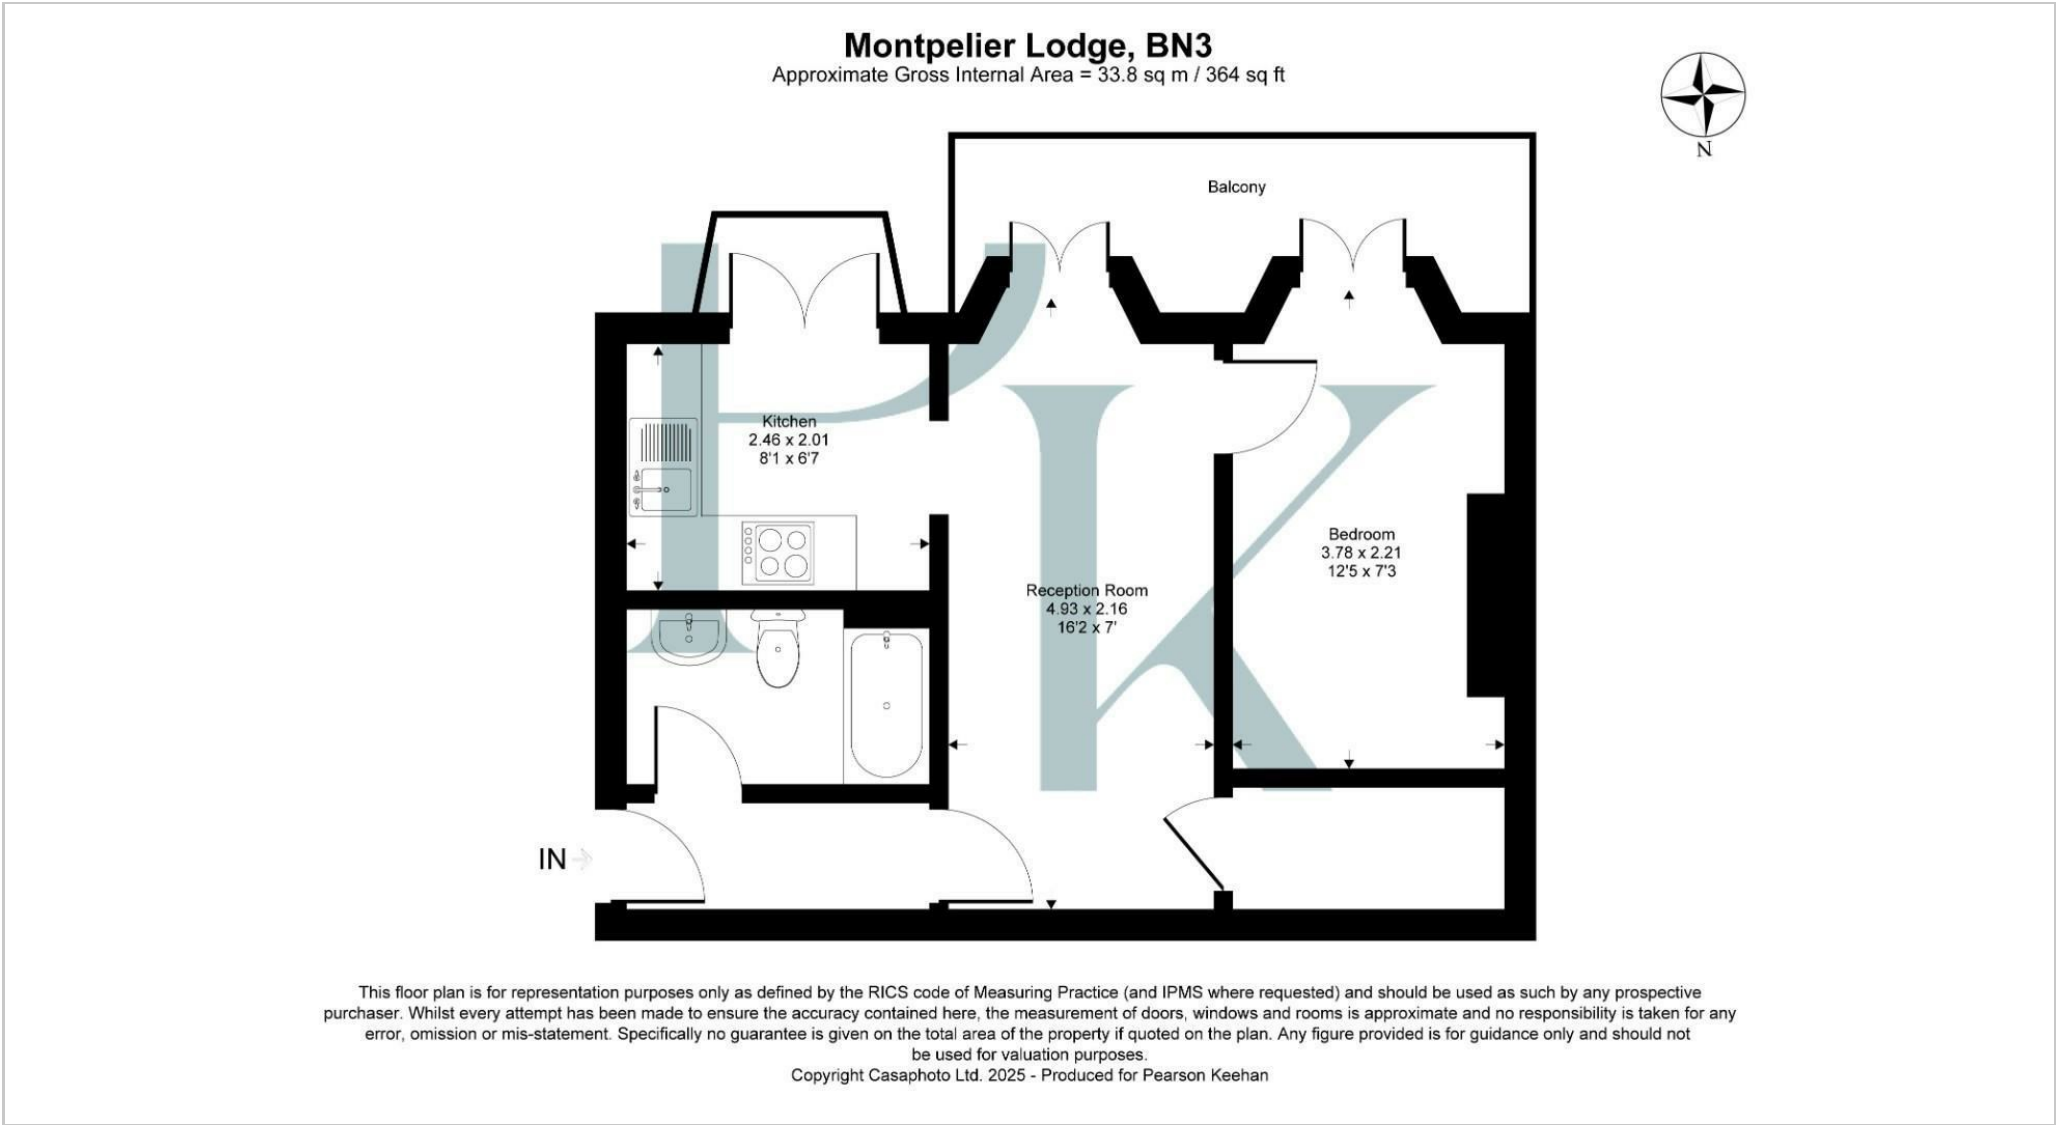 Montpelier Lodge, BN3
Approximate Gross Internal Area = 33.8 sq m / 364 sq ft
N
Balcony
Kitchen
2.46 x 2.01
8'1 x 6'7
Bedroom
3.78 x 2.21
12'5 x 7'3
Reception Room
4.93 x 2.16
16'2 x 7'
IN
PK
This floor plan is for representation purposes only as defined by the RICS code of Measuring Practice (and IPMS where requested) and should be used as such by any prospective
purchaser. Whilst every attempt has been made to ensure the accuracy contained here, the measurement of doors, windows and rooms is approximate and no responsibility is taken for any
error, omission or mis-statement. Specifically no guarantee is given on the total area of the property if quoted on the plan. Any figure provided is for guidance only and should not
be used for valuation purposes.
Copyright Casaphoto Ltd. 2025 - Produced for Pearson Keehan